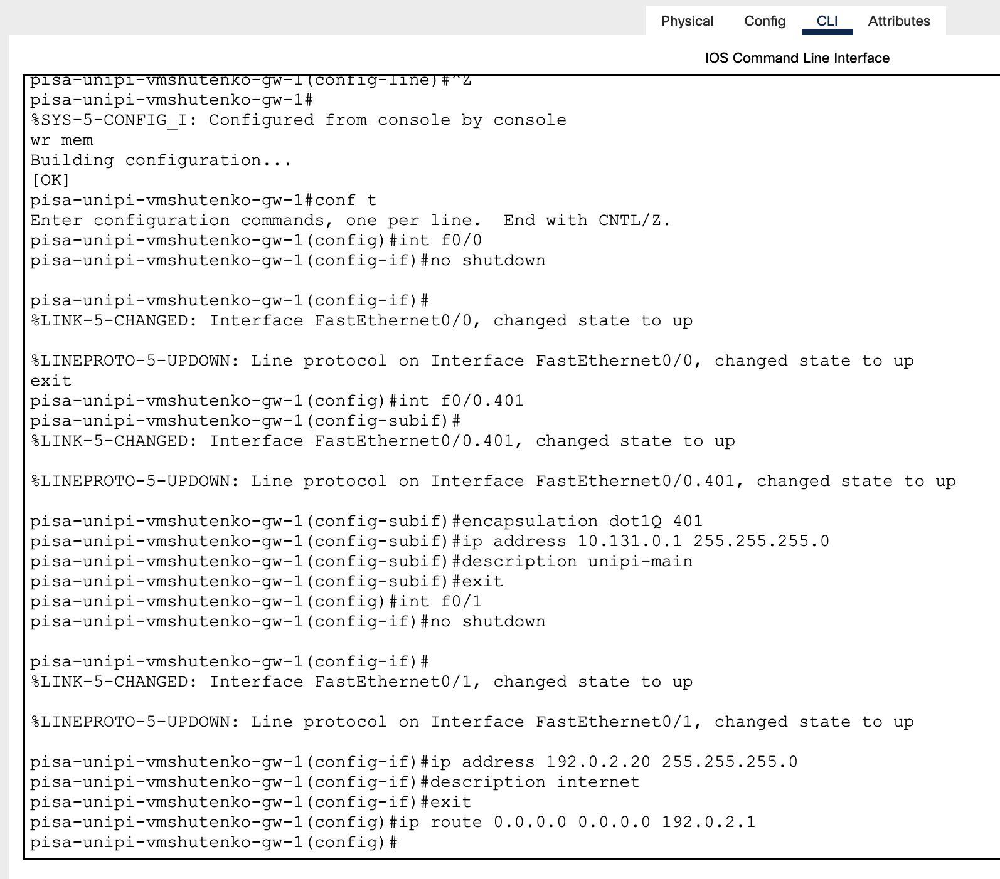 Physical Config CLI Attributes
IOS Command Line Interface
pisa-unipi-vmshutenko-gw-1(config-line)#^Z
pisa-unipi-vmshutenko-gw-1#
%SYS-5-CONFIG_I: Configured from console by console
wr mem
Building configuration...
[OK]
pisa-unipi-vmshutenko-gw-1#conf t
Enter configuration commands, one per line.  End with CNTL/Z.
pisa-unipi-vmshutenko-gw-1(config)#int f0/0
pisa-unipi-vmshutenko-gw-1(config-if)#no shutdown
pisa-unipi-vmshutenko-gw-1(config-if)#
%LINK-5-CHANGED: Interface FastEthernet0/0, changed state to up
%LINEPROTO-5-UPDOWN: Line protocol on Interface FastEthernet0/0, changed state to up
exit
pisa-unipi-vmshutenko-gw-1(config)#int f0/0.401
pisa-unipi-vmshutenko-gw-1(config-subif)#
%LINK-5-CHANGED: Interface FastEthernet0/0.401, changed state to up
%LINEPROTO-5-UPDOWN: Line protocol on Interface FastEthernet0/0.401, changed state to up
pisa-unipi-vmshutenko-gw-1(config-subif)#encapsulation dot1Q 401
pisa-unipi-vmshutenko-gw-1(config-subif)#ip address 10.131.0.1 255.255.255.0
pisa-unipi-vmshutenko-gw-1(config-subif)#description unipi-main
pisa-unipi-vmshutenko-gw-1(config-subif)#exit
pisa-unipi-vmshutenko-gw-1(config)#int f0/1
pisa-unipi-vmshutenko-gw-1(config-if)#no shutdown
pisa-unipi-vmshutenko-gw-1(config-if)#
%LINK-5-CHANGED: Interface FastEthernet0/1, changed state to up
%LINEPROTO-5-UPDOWN: Line protocol on Interface FastEthernet0/1, changed state to up
pisa-unipi-vmshutenko-gw-1(config-if)#ip address 192.0.2.20 255.255.255.0
pisa-unipi-vmshutenko-gw-1(config-if)#description internet
pisa-unipi-vmshutenko-gw-1(config-if)#exit
pisa-unipi-vmshutenko-gw-1(config)#ip route 0.0.0.0 0.0.0.0 192.0.2.1
pisa-unipi-vmshutenko-gw-1(config)#